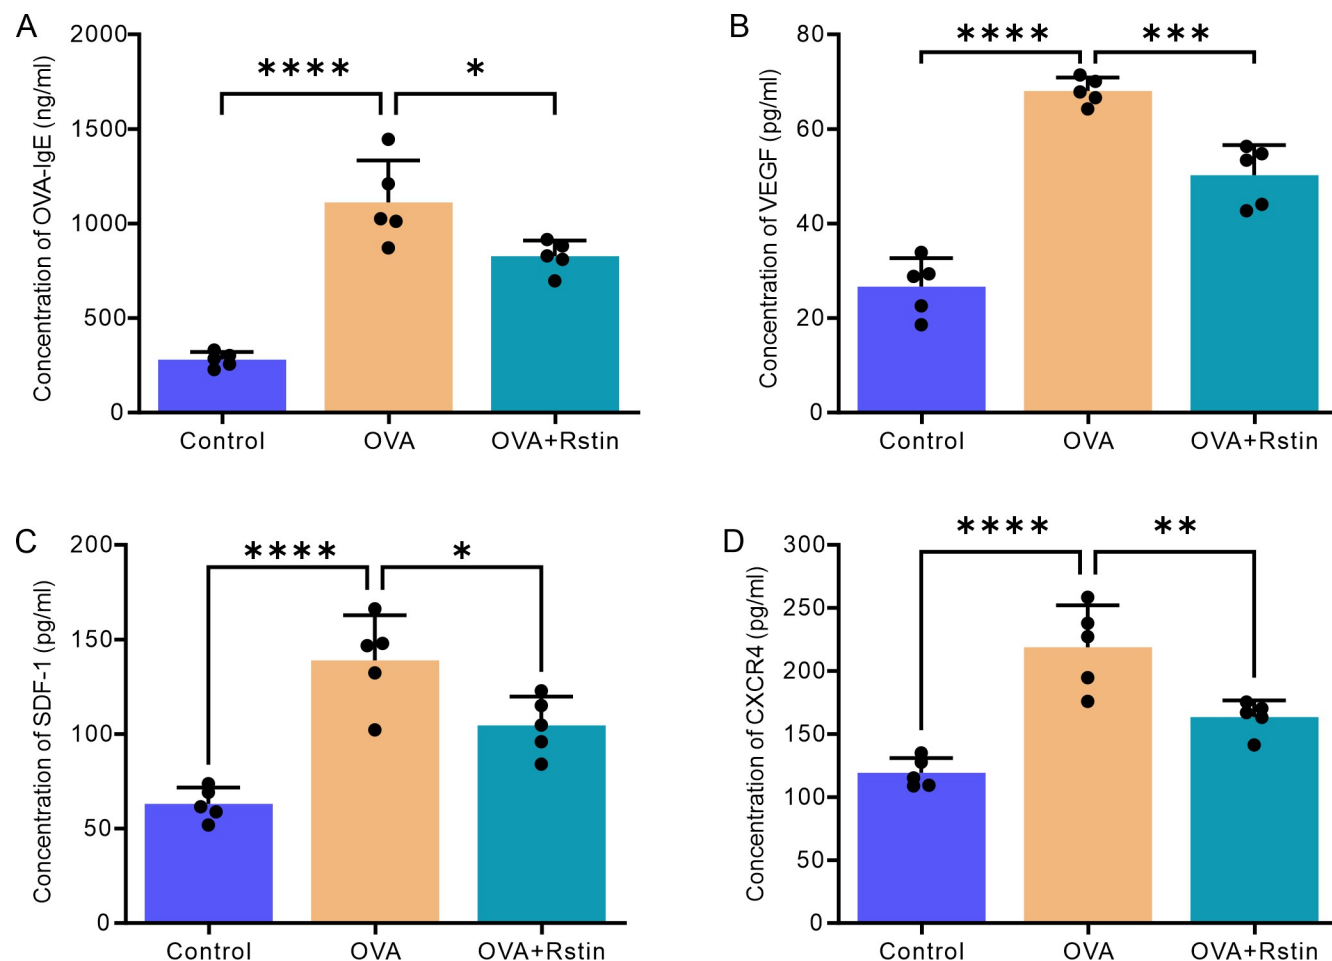 A
Concentration of OVA-IgE (ng/ml)
2000
1500
1000
500
0
**** *
Control OVA OVA+Rstin
B
Concentration of VEGF (pg/ml)
80
60
40
20
0
**** ***
Control OVA OVA+Rstin
C
Concentration of SDF-1 (pg/ml)
200
150
100
50
0
**** *
Control OVA OVA+Rstin
D
Concentration of CXCR4 (pg/ml)
300
250
200
150
100
50
0
**** **
Control OVA OVA+Rstin